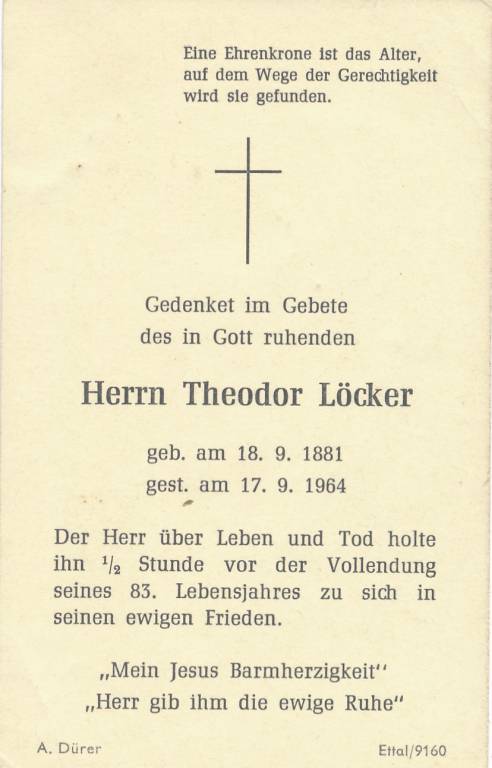 Eine Ehrenkrone ist das Alter,
auf dem Wege der Gerechtigkeit
wird sie gefunden.
Gedenket im Gebete
des in Gott ruhenden
Herrn Theodor Löcker
geb. am 18. 9. 1881
gest. am 17. 9. 1964
Der Herr über Leben und Tod holte
ihn ½ Stunde vor der Vollendung
seines 83. Lebensjahres zu sich in
seinen ewigen Frieden.
„Mein Jesus Barmherzigkeit"
„Herr gib ihm die ewige Ruhe"
A. Dürer
Ettal/9160